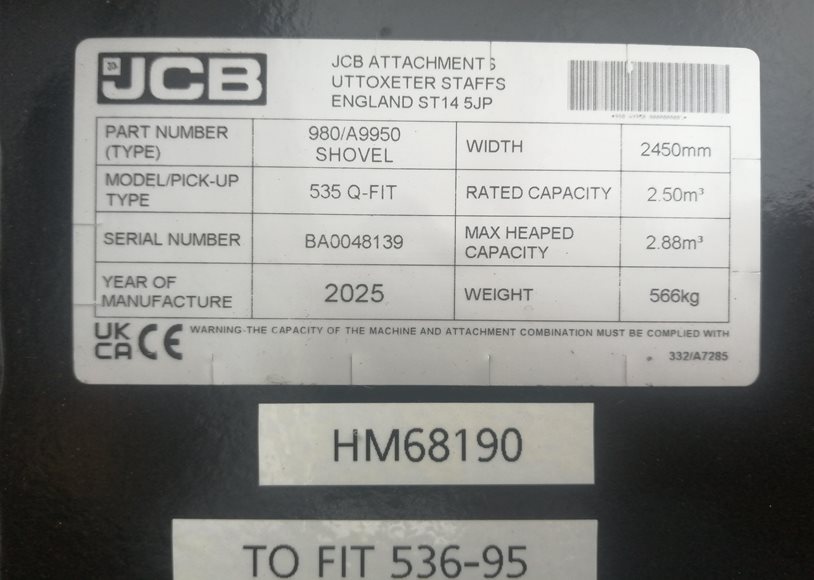 JCB
JCB ATTACHMENTS
UTTOXETER STAFFS
ENGLAND ST14 5JP
PART NUMBER (TYPE) 980/A9950 SHOVEL WIDTH 2450mm
MODEL/PICK-UP TYPE 535 Q-FIT RATED CAPACITY 2.50m³
SERIAL NUMBER BA0048139 MAX HEAPED CAPACITY 2.88m³
YEAR OF MANUFACTURE 2025 WEIGHT 566kg
UK
CA CE WARNING-THE CAPACITY OF THE MACHINE AND ATTACHMENT COMBINATION MUST BE COMPLIED WITH
332/A7285
HM68190
TO FIT 536-95